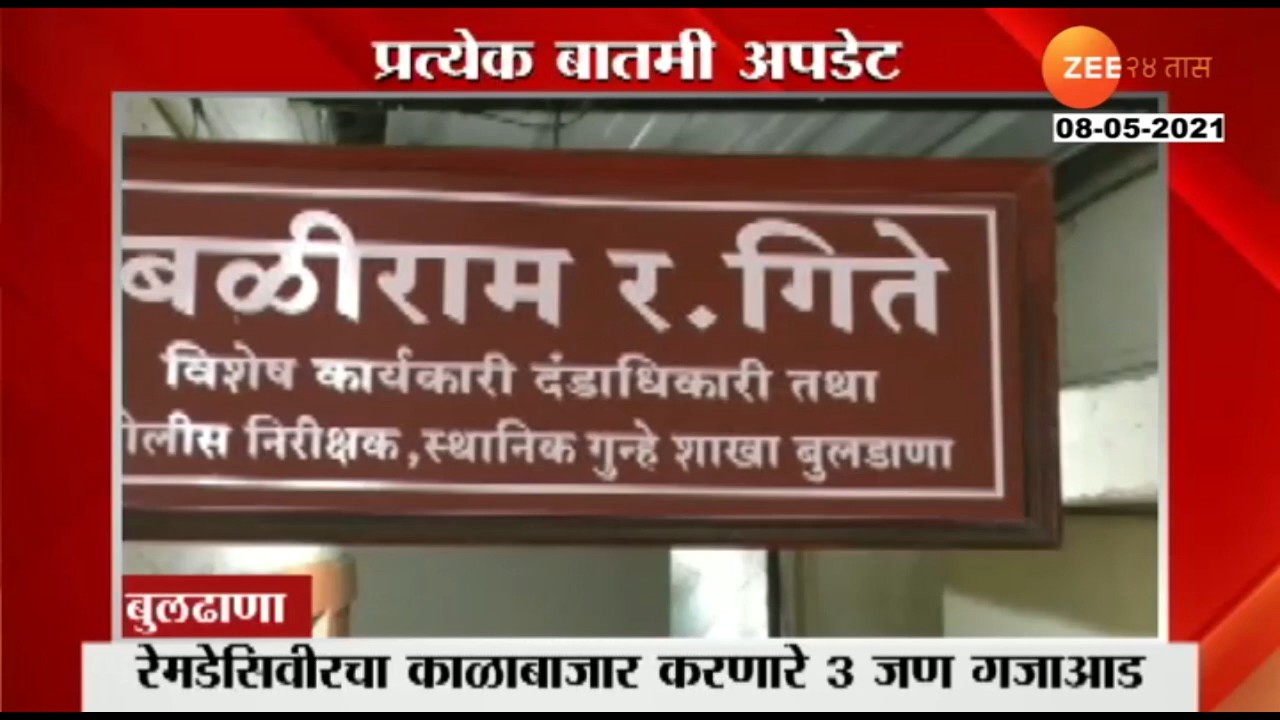 प्रत्येक बातमी अपडेट
ZEE २४ तास
08-05-2021
बळीराम र. गिते
विशेष कार्यकारी दंडाधिकारी तथा
निरीक्षक, स्थानिक गुन्हे शाखा बुलडाणा
बुलढाणा
रेमडेसिवीरचा काळाबाजार करणारे 3 जण गजाआड